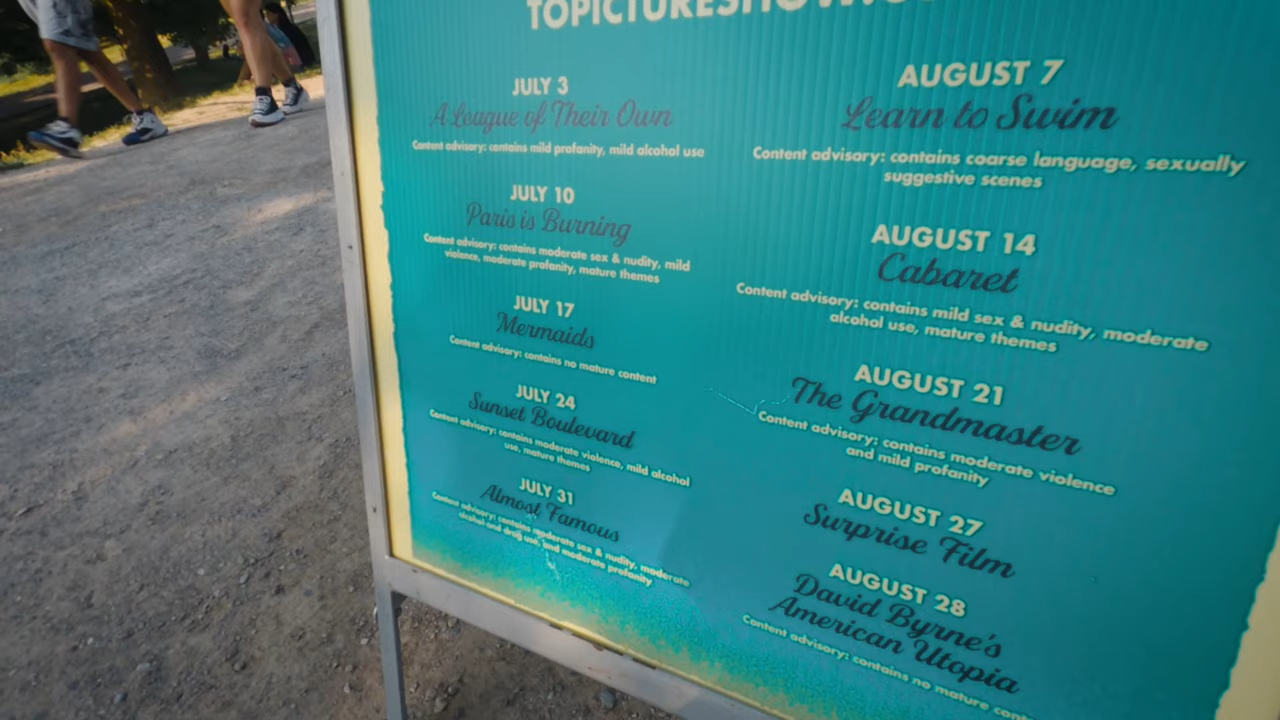 TOPICTURESHOW.
JULY 3
A League of Their Own
Content advisory: contains mild profanity, mild alcohol use
JULY 10
Paris is Burning
Content advisory: contains moderate sex & nudity, mild
violence, moderate profanity, mature themes
JULY 17
Mermaids
Content advisory: contains no mature content
JULY 24
Sunset Boulevard
Content advisory: contains moderate violence, mild alcohol
use, mature themes
JULY 31
Almost Famous
Content advisory: contains moderate sex & nudity, moderate
alcohol and drug use, and moderate profanity
AUGUST 7
Learn to Swim
Content advisory: contains coarse language, sexually
suggestive scenes
AUGUST 14
Cabaret
Content advisory: contains mild sex & nudity, moderate
alcohol use, mature themes
AUGUST 21
The Grandmaster
Content advisory: contains moderate violence
and mild profanity
AUGUST 27
Surprise Film
AUGUST 28
David Byrne's
American Utopia
Content advisory: contains no mature